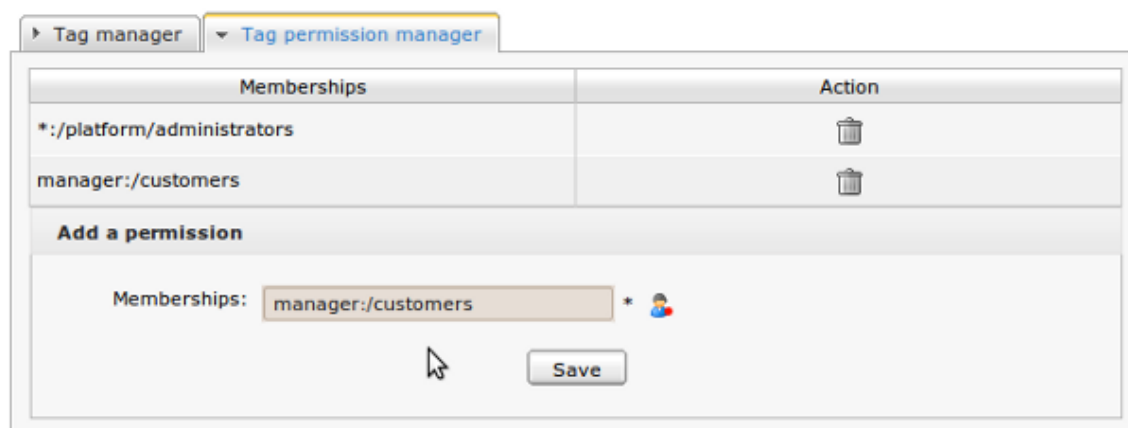 Tag manager Tag permission manager
Memberships Action
*:/platform/administrators
manager:/customers
Add a permission
Memberships: manager:/customers *
Save